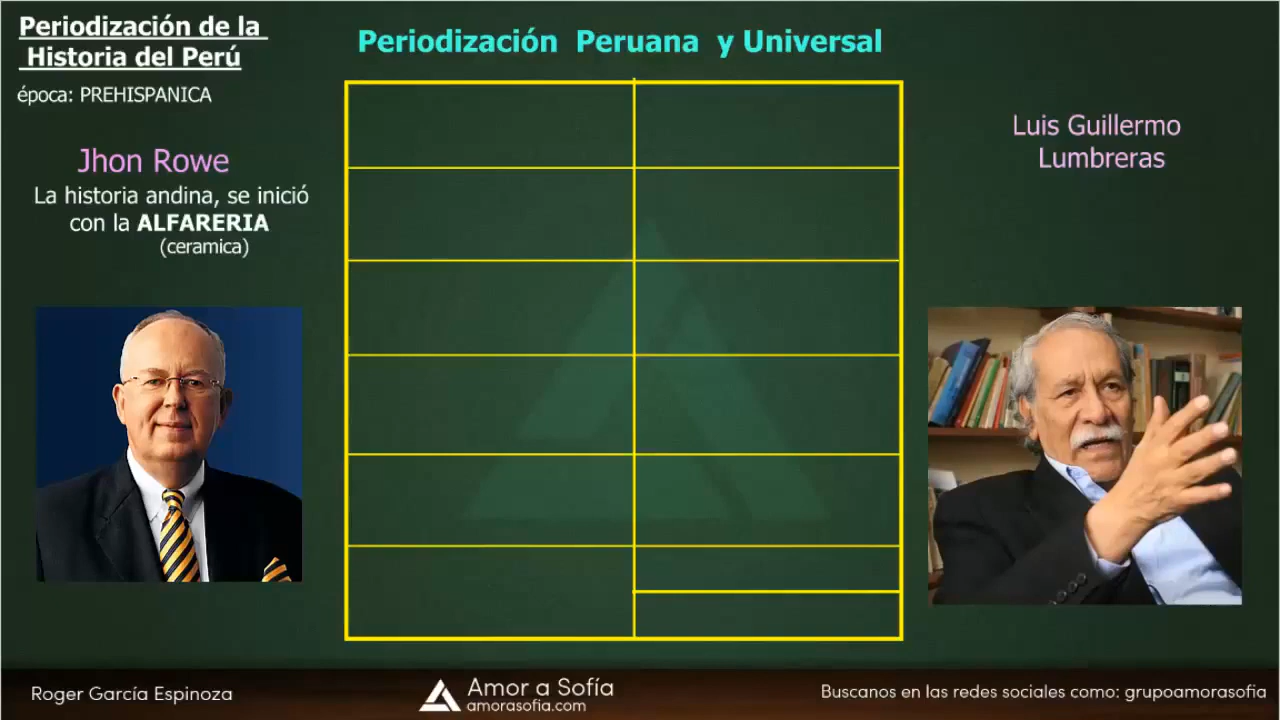 Periodización de la
Historia del Perú
época: PREHISPANICA
Periodización Peruana y Universal
Jhon Rowe
La historia andina, se inició
con la ALFARERIA
(ceramica)
Luis Guillermo
Lumbreras
Roger García Espinoza
Amor a Sofía
amorasofia.com
Buscanos en las redes sociales como: grupoamorasofia